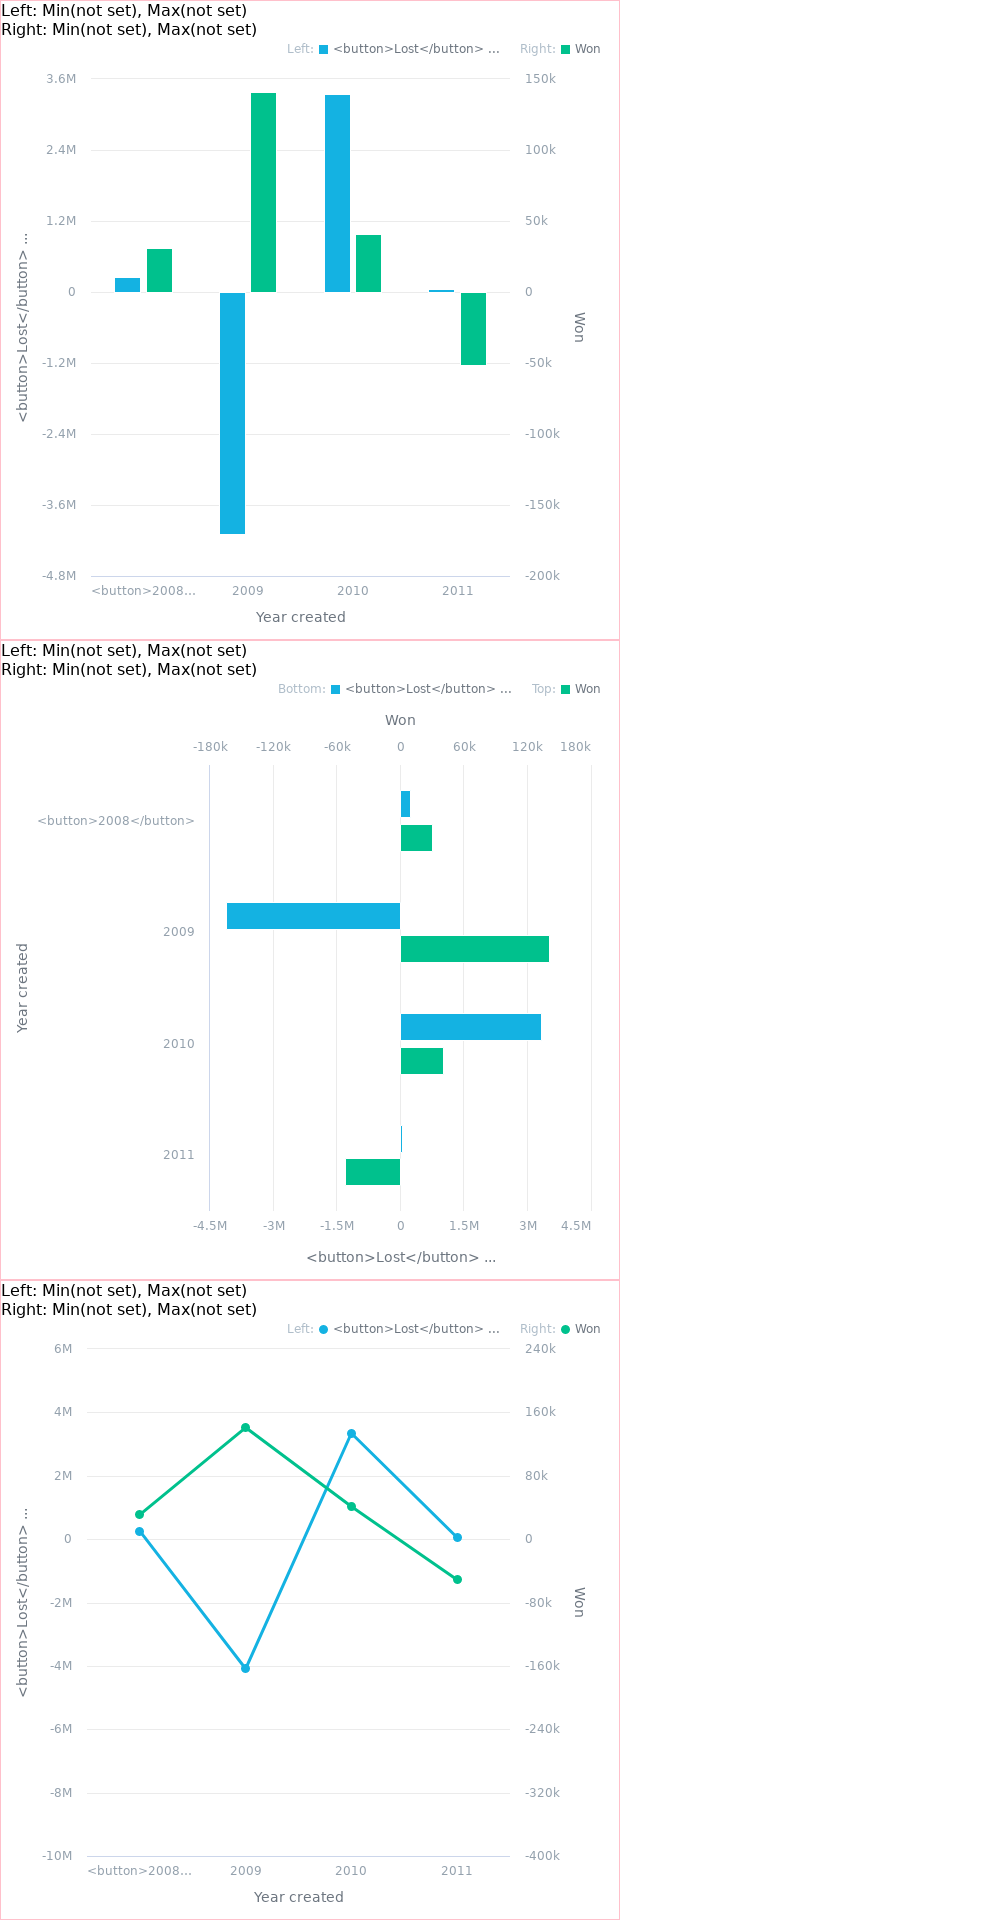 Left: Min(not set), Max(not set)
Right: Min(not set), Max(not set)
Left: <button>Lost</button> ... Right: Won
3.6M 150k
2.4M 100k
1.2M 50k
0 0
-1.2M -50k
-2.4M -100k
-3.6M -150k
-4.8M -200k
<button>Lost</button> ...
Won
<button>2008... 2009 2010 2011
Year created
Left: Min(not set), Max(not set)
Right: Min(not set), Max(not set)
Bottom: <button>Lost</button> ... Top: Won
Won
-180k -120k -60k 0 60k 120k 180k
<button>2008</button>
2009
2010
2011
Year created
-4.5M -3M -1.5M 0 1.5M 3M 4.5M
<button>Lost</button> ...
Left: Min(not set), Max(not set)
Right: Min(not set), Max(not set)
Left: <button>Lost</button> ... Right: Won
6M 240k
4M 160k
2M 80k
0 0
-2M -80k
-4M -160k
-6M -240k
-8M -320k
-10M -400k
<button>Lost</button> ...
Won
<button>2008... 2009 2010 2011
Year created